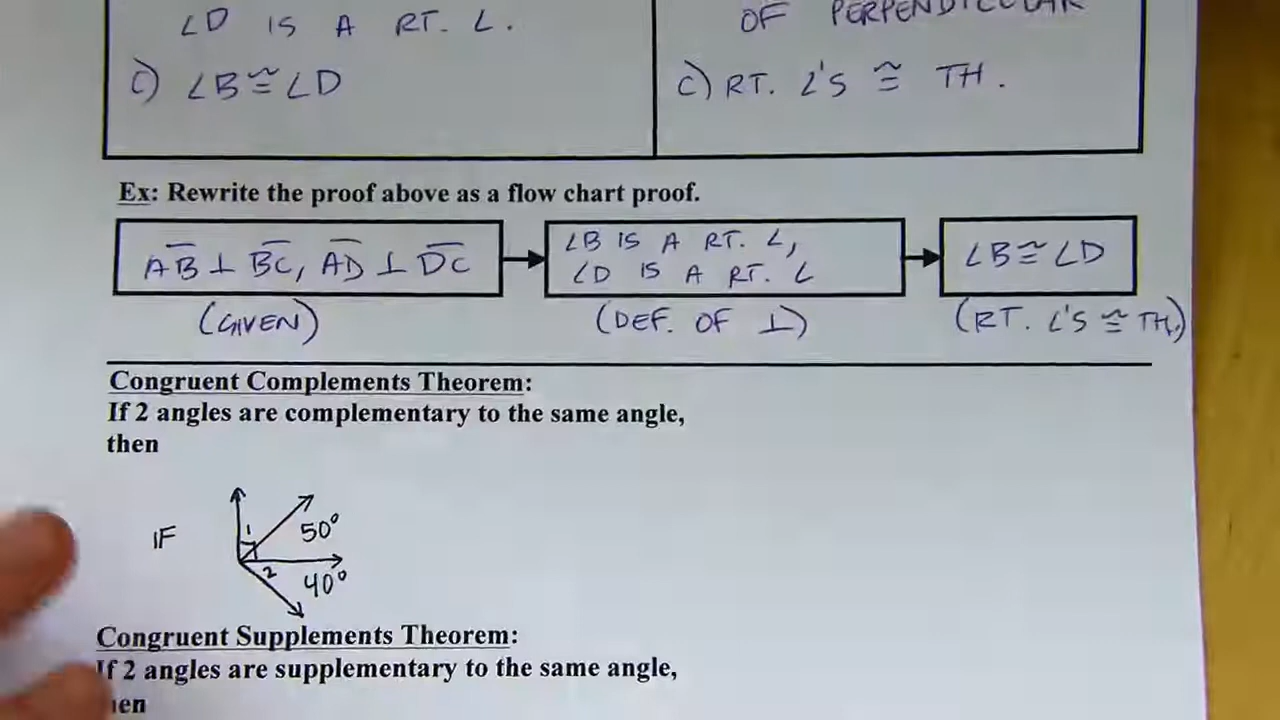 ∠D IS A RT. ∠.
OF PERPENDICULAR
C) ∠B ≅ ∠D
C) RT. ∠'S ≅ TH.
Ex: Rewrite the proof above as a flow chart proof.
AB ⊥ BC, AD ⊥ DC
∠B IS A RT. ∠,
∠D IS A RT. ∠
∠B ≅ ∠D
(GIVEN)
(DEF. OF ⊥)
(RT. ∠'S ≅ TH.)
Congruent Complements Theorem:
If 2 angles are complementary to the same angle,
then
IF
1
50°
2
40°
Congruent Supplements Theorem:
If 2 angles are supplementary to the same angle,